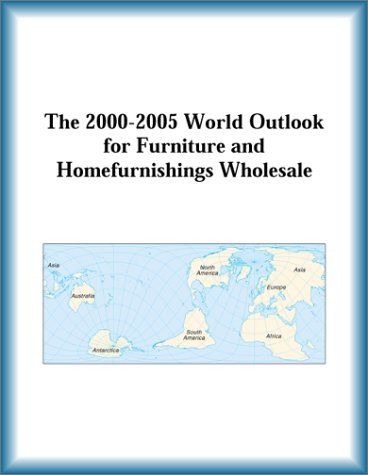 The 2000-2005 World Outlook
for Furniture and
Homefurnishings Wholesale
Asia
Australia
Antarctica
North
America
South
America
Europe
Asia
Africa